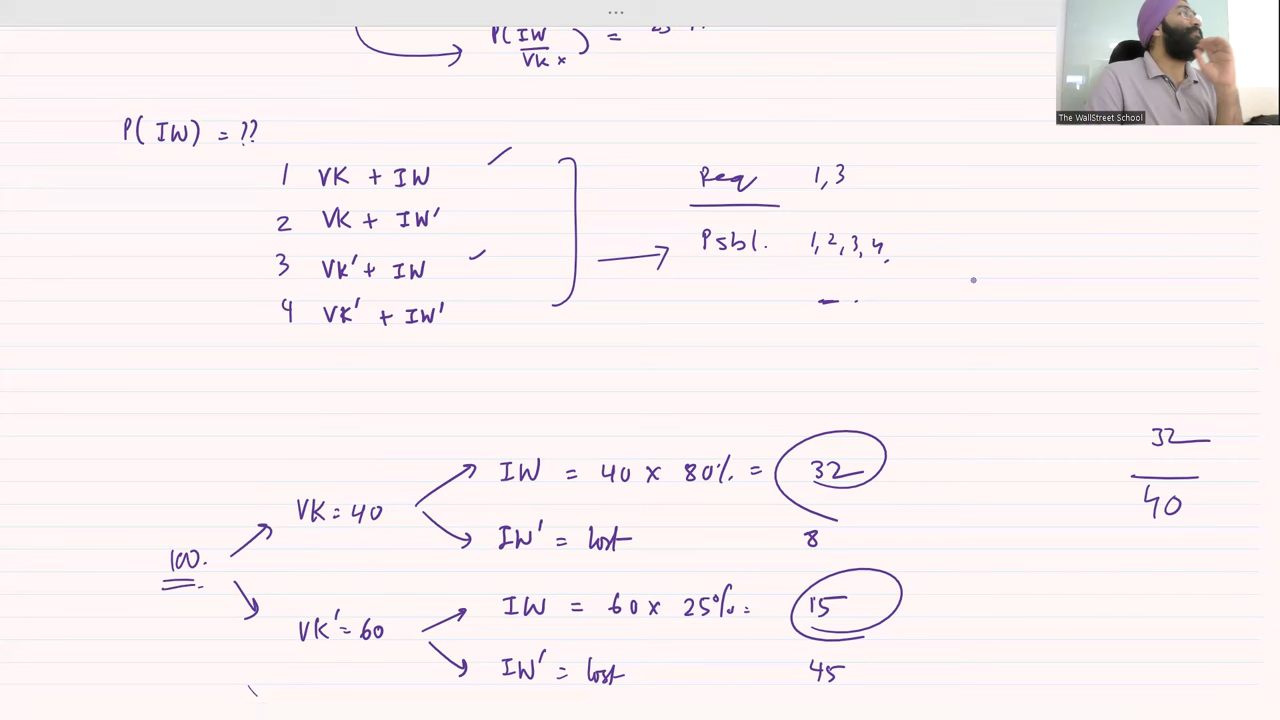 P(IW
VKx ) = 25%
The WallStreet School
P(IW) = ??
1 VK + IW
2 VK + IW'
3 VK' + IW
4 VK' + IW'
Req 1,3
Psbl. 1,2,3,4.
100.
VK = 40
IW = 40 x 80% = 32
IW' = lost 8
VK' = 60
IW = 60 x 25% = 15
IW' = lost 45
32
40